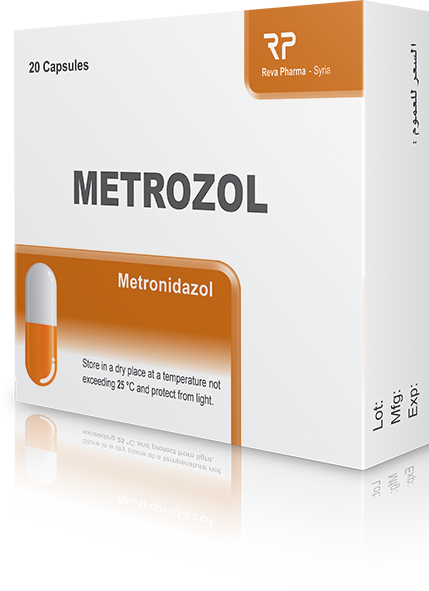 20 Capsules
RP
Reva Pharma - Syria
METROZOL
Metronidazol
Store in a dry place at a temperature not
exceeding 25 °C and protect from light.
السعر للعموم :
Lot:
Mfg:
Exp: